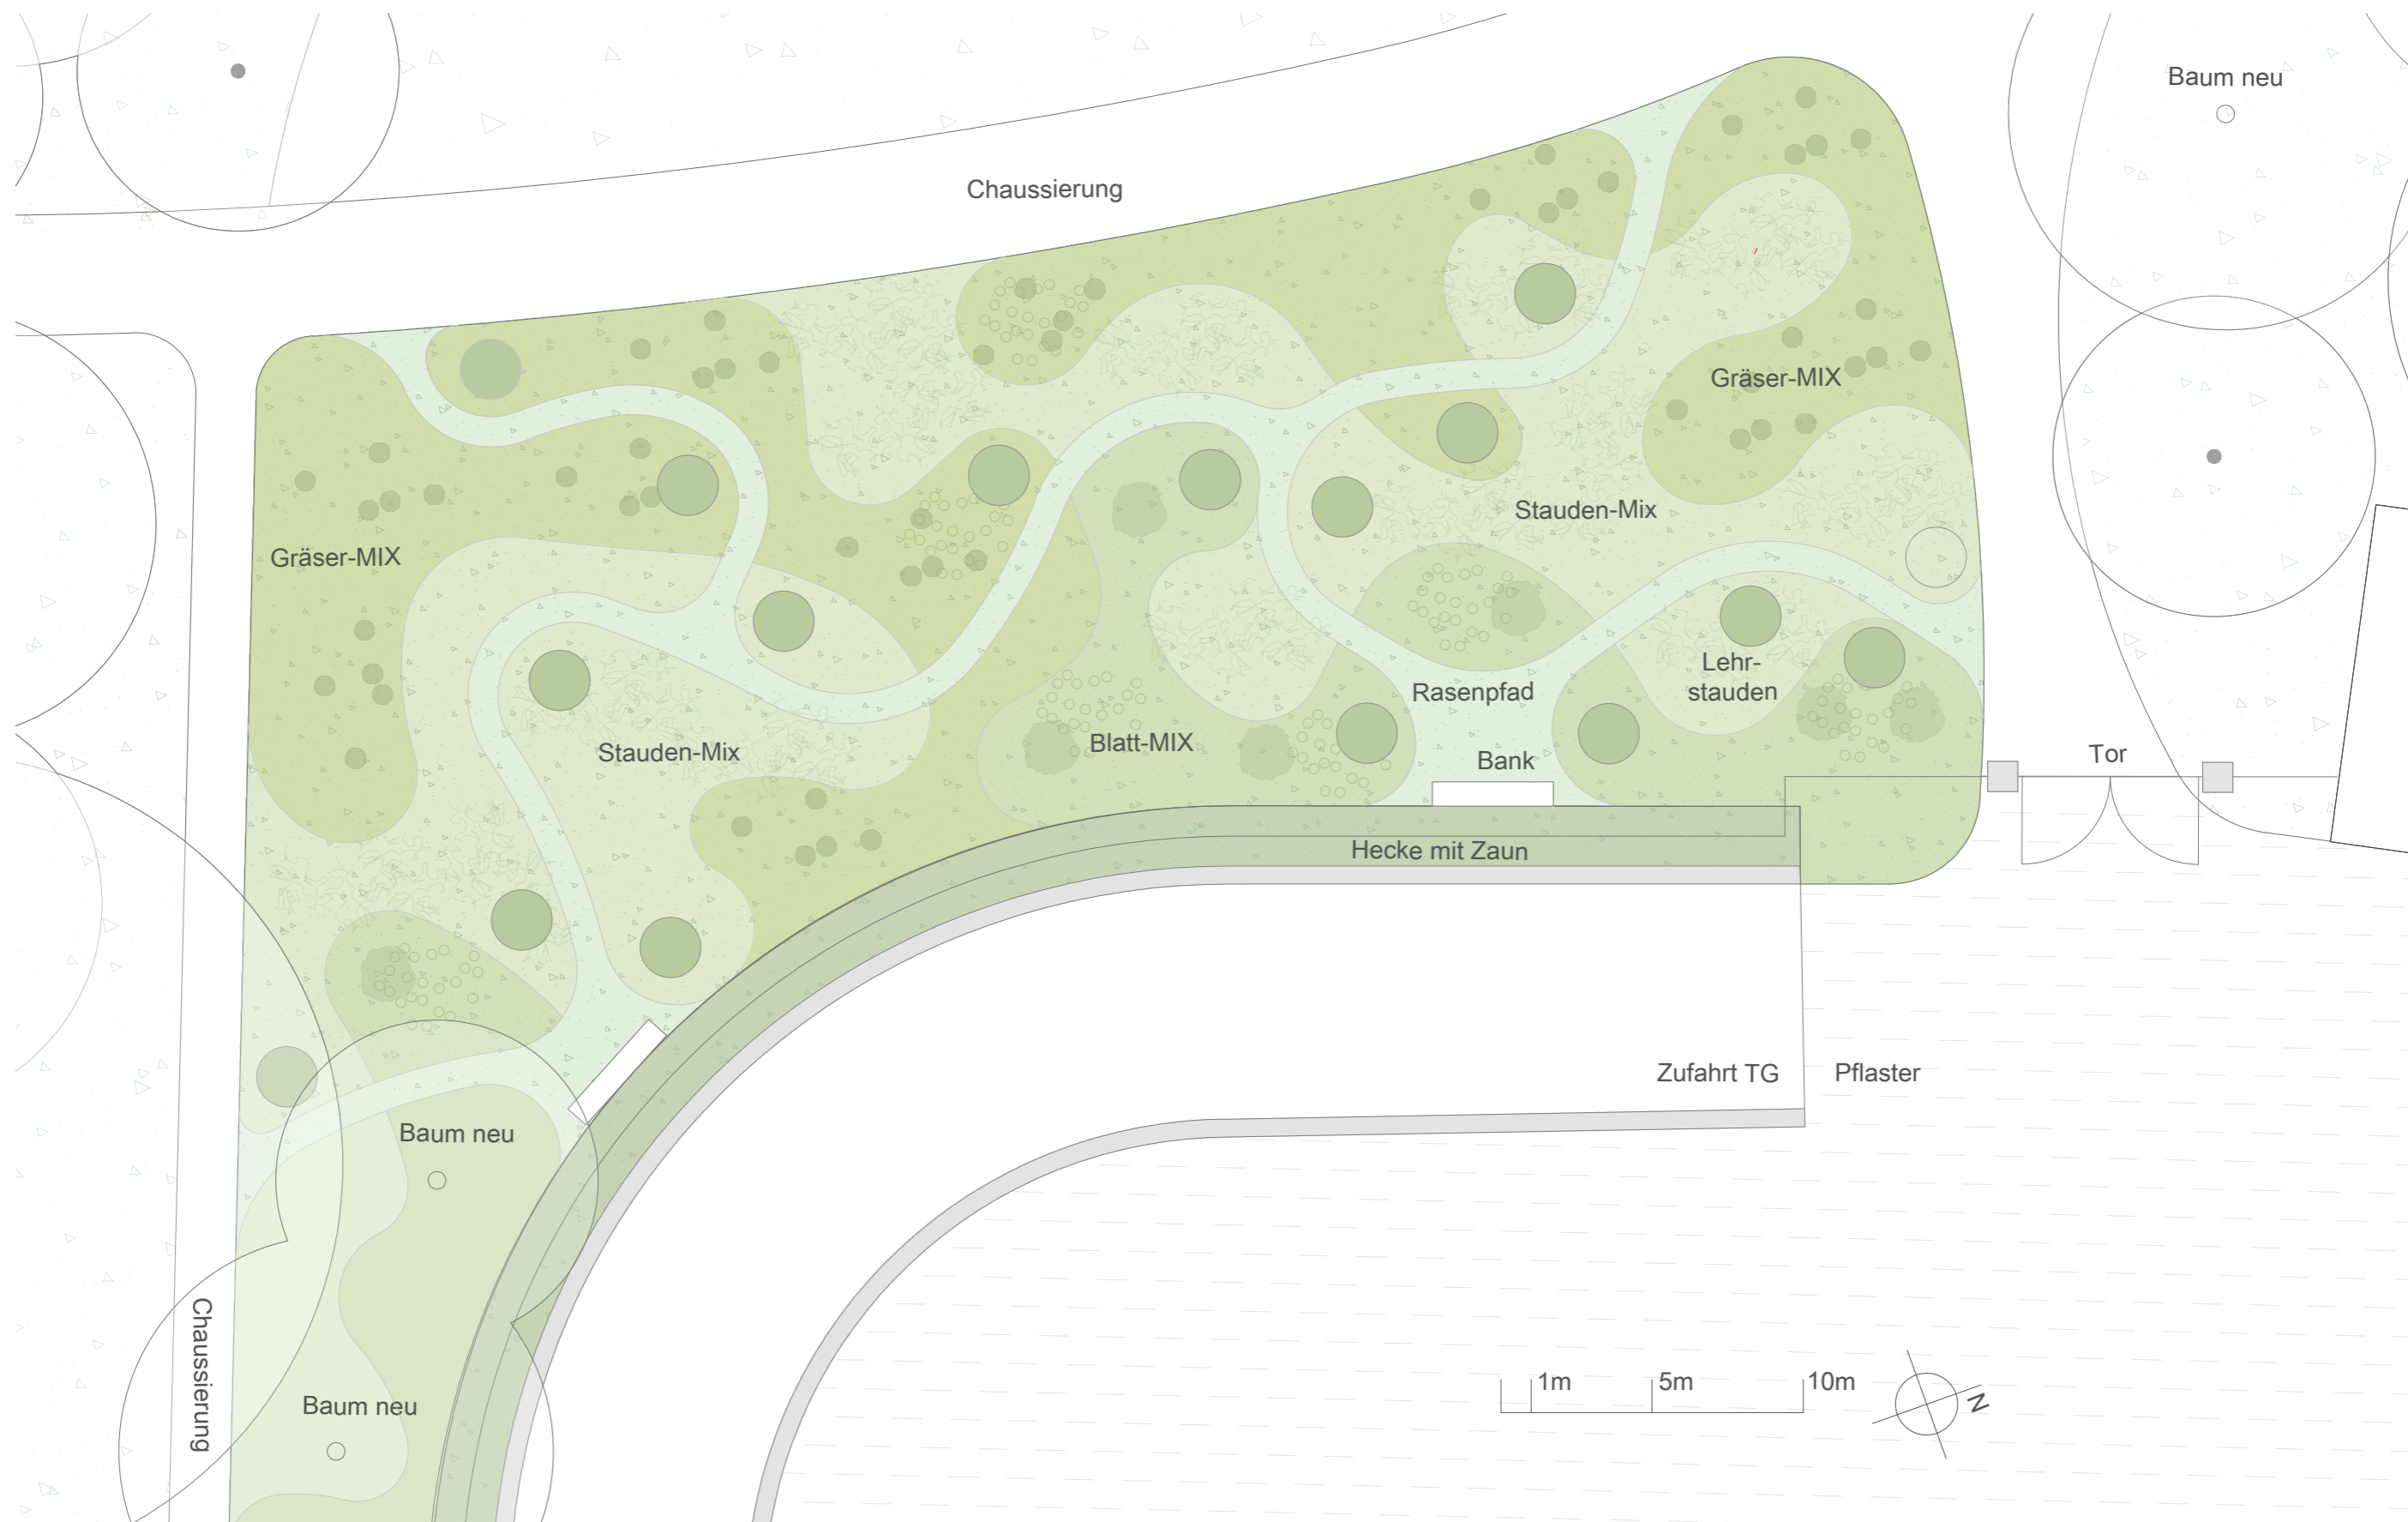 Baum neu
Chaussierung
Gräser-MIX
Stauden-Mix
Gräser-MIX
Lehr-
stauden
Rasenpfad
Blatt-MIX
Stauden-Mix
Bank
Tor
Hecke mit Zaun
Zufahrt TG
Pflaster
Baum neu
Chaussierung
Baum neu
1m
5m
10m
N